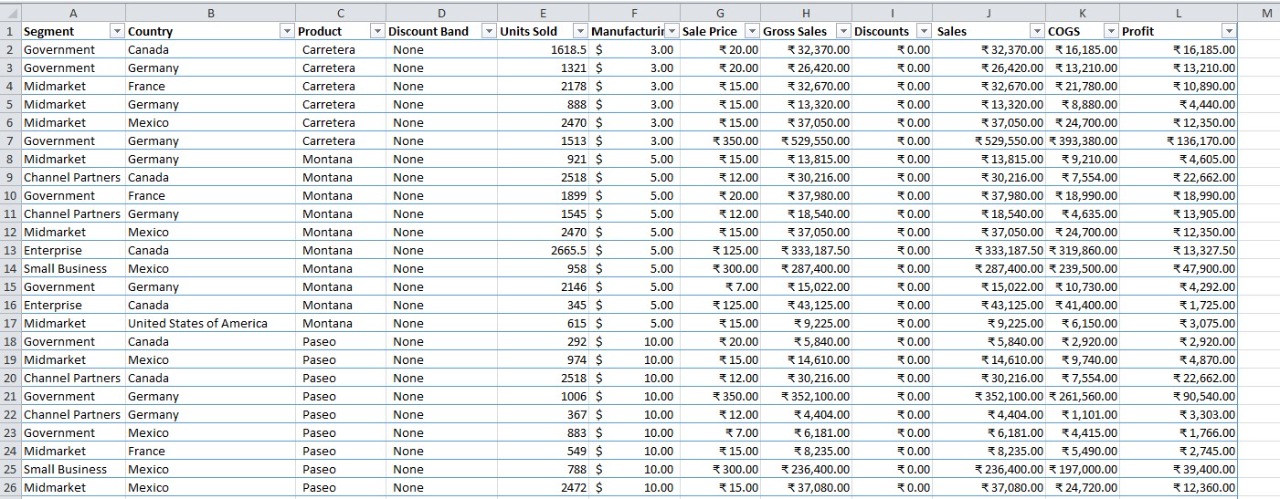 A B C D E F G H I J K L M
1 Segment Country Product Discount Band Units Sold Manufacturin Sale Price Gross Sales Discounts Sales COGS Profit
2 Government Canada Carretera None 1618.5 $ 3.00 ₹ 20.00 ₹ 32,370.00 ₹ 0.00 ₹ 32,370.00 ₹ 16,185.00 ₹ 16,185.00
3 Government Germany Carretera None 1321 $ 3.00 ₹ 20.00 ₹ 26,420.00 ₹ 0.00 ₹ 26,420.00 ₹ 13,210.00 ₹ 13,210.00
4 Midmarket France Carretera None 2178 $ 3.00 ₹ 15.00 ₹ 32,670.00 ₹ 0.00 ₹ 32,670.00 ₹ 21,780.00 ₹ 10,890.00
5 Midmarket Germany Carretera None 888 $ 3.00 ₹ 15.00 ₹ 13,320.00 ₹ 0.00 ₹ 13,320.00 ₹ 8,880.00 ₹ 4,440.00
6 Midmarket Mexico Carretera None 2470 $ 3.00 ₹ 15.00 ₹ 37,050.00 ₹ 0.00 ₹ 37,050.00 ₹ 24,700.00 ₹ 12,350.00
7 Government Germany Carretera None 1513 $ 3.00 ₹ 350.00 ₹ 529,550.00 ₹ 0.00 ₹ 529,550.00 ₹ 393,380.00 ₹ 136,170.00
8 Midmarket Germany Montana None 921 $ 5.00 ₹ 15.00 ₹ 13,815.00 ₹ 0.00 ₹ 13,815.00 ₹ 9,210.00 ₹ 4,605.00
9 Channel Partners Canada Montana None 2518 $ 5.00 ₹ 12.00 ₹ 30,216.00 ₹ 0.00 ₹ 30,216.00 ₹ 7,554.00 ₹ 22,662.00
10 Government France Montana None 1899 $ 5.00 ₹ 20.00 ₹ 37,980.00 ₹ 0.00 ₹ 37,980.00 ₹ 18,990.00 ₹ 18,990.00
11 Channel Partners Germany Montana None 1545 $ 5.00 ₹ 12.00 ₹ 18,540.00 ₹ 0.00 ₹ 18,540.00 ₹ 4,635.00 ₹ 13,905.00
12 Midmarket Mexico Montana None 2470 $ 5.00 ₹ 15.00 ₹ 37,050.00 ₹ 0.00 ₹ 37,050.00 ₹ 24,700.00 ₹ 12,350.00
13 Enterprise Canada Montana None 2665.5 $ 5.00 ₹ 125.00 ₹ 333,187.50 ₹ 0.00 ₹ 333,187.50 ₹ 319,860.00 ₹ 13,327.50
14 Small Business Mexico Montana None 958 $ 5.00 ₹ 300.00 ₹ 287,400.00 ₹ 0.00 ₹ 287,400.00 ₹ 239,500.00 ₹ 47,900.00
15 Government Germany Montana None 2146 $ 5.00 ₹ 7.00 ₹ 15,022.00 ₹ 0.00 ₹ 15,022.00 ₹ 10,730.00 ₹ 4,292.00
16 Enterprise Canada Montana None 345 $ 5.00 ₹ 125.00 ₹ 43,125.00 ₹ 0.00 ₹ 43,125.00 ₹ 41,400.00 ₹ 1,725.00
17 Midmarket United States of America Montana None 615 $ 5.00 ₹ 15.00 ₹ 9,225.00 ₹ 0.00 ₹ 9,225.00 ₹ 6,150.00 ₹ 3,075.00
18 Government Canada Paseo None 292 $ 10.00 ₹ 20.00 ₹ 5,840.00 ₹ 0.00 ₹ 5,840.00 ₹ 2,920.00 ₹ 2,920.00
19 Midmarket Mexico Paseo None 974 $ 10.00 ₹ 15.00 ₹ 14,610.00 ₹ 0.00 ₹ 14,610.00 ₹ 9,740.00 ₹ 4,870.00
20 Channel Partners Canada Paseo None 2518 $ 10.00 ₹ 12.00 ₹ 30,216.00 ₹ 0.00 ₹ 30,216.00 ₹ 7,554.00 ₹ 22,662.00
21 Government Germany Paseo None 1006 $ 10.00 ₹ 350.00 ₹ 352,100.00 ₹ 0.00 ₹ 352,100.00 ₹ 261,560.00 ₹ 90,540.00
22 Channel Partners Germany Paseo None 367 $ 10.00 ₹ 12.00 ₹ 4,404.00 ₹ 0.00 ₹ 4,404.00 ₹ 1,101.00 ₹ 3,303.00
23 Government Mexico Paseo None 883 $ 10.00 ₹ 7.00 ₹ 6,181.00 ₹ 0.00 ₹ 6,181.00 ₹ 4,415.00 ₹ 1,766.00
24 Midmarket France Paseo None 549 $ 10.00 ₹ 15.00 ₹ 8,235.00 ₹ 0.00 ₹ 8,235.00 ₹ 5,490.00 ₹ 2,745.00
25 Small Business Mexico Paseo None 788 $ 10.00 ₹ 300.00 ₹ 236,400.00 ₹ 0.00 ₹ 236,400.00 ₹ 197,000.00 ₹ 39,400.00
26 Midmarket Mexico Paseo None 2472 $ 10.00 ₹ 15.00 ₹ 37,080.00 ₹ 0.00 ₹ 37,080.00 ₹ 24,720.00 ₹ 12,360.00